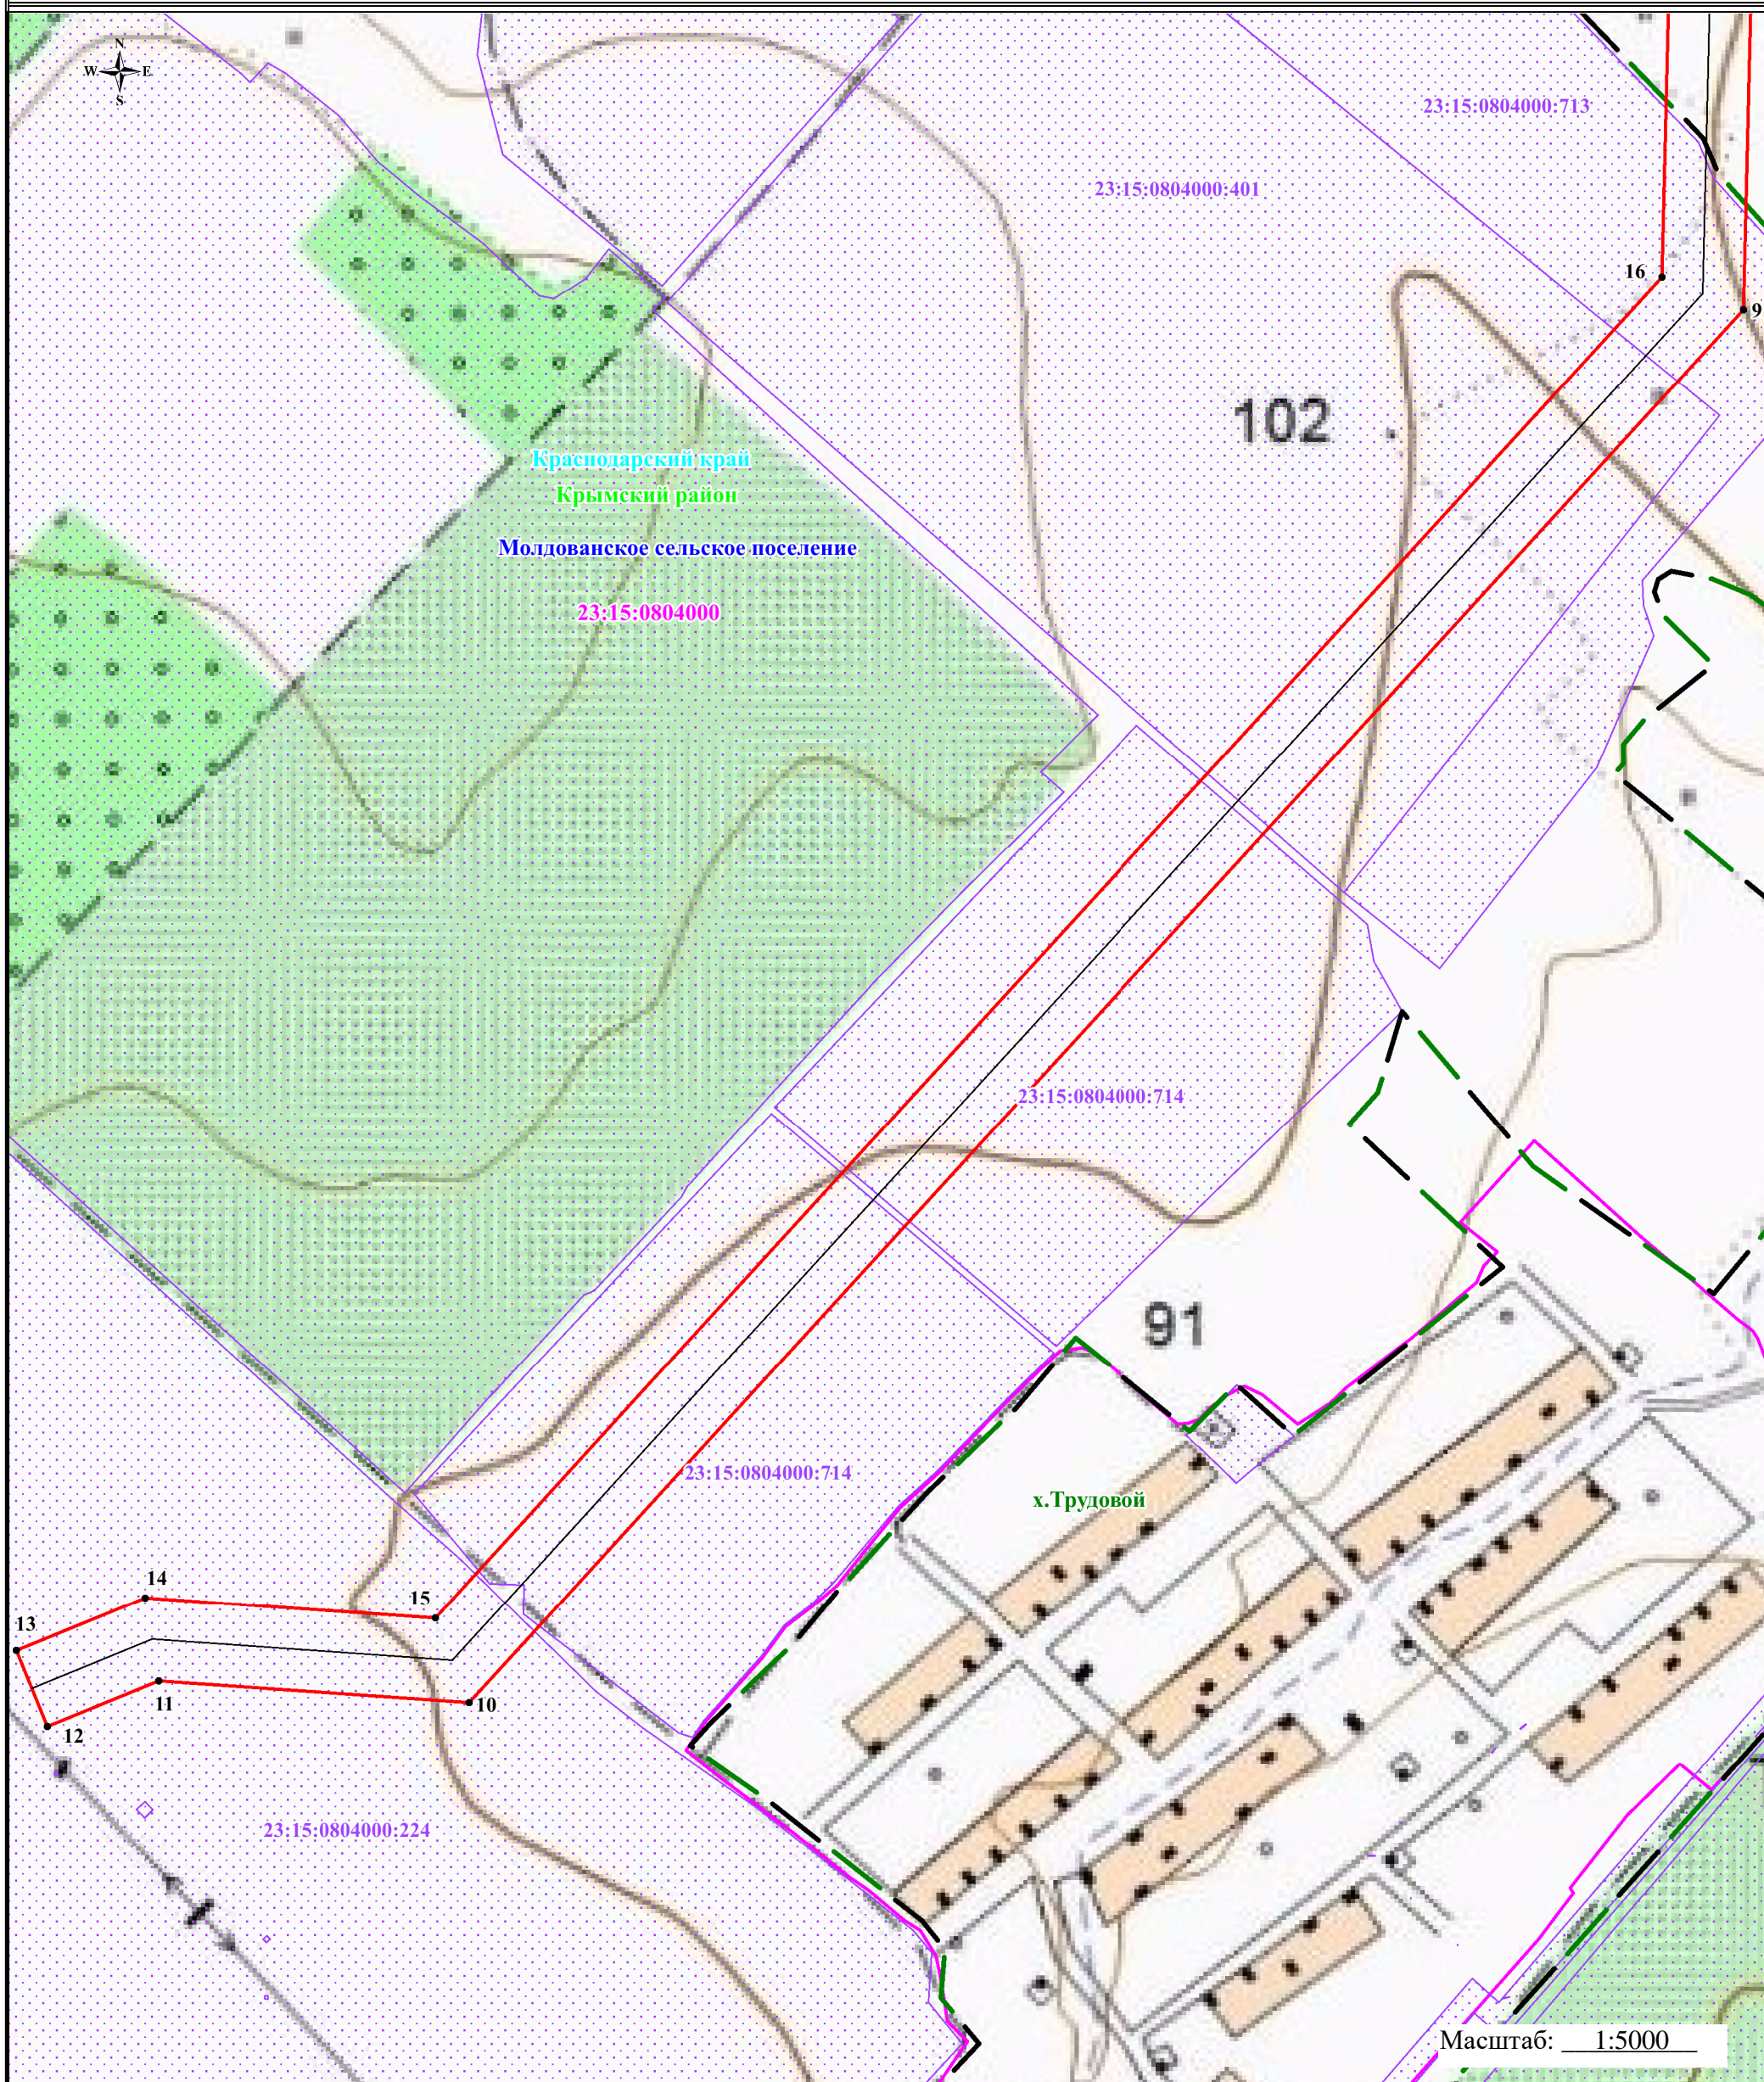 N
W E
S
23:15:0804000:713
23:15:0804000:401
16
9
102
Краснодарский край
Крымский район
Молдованское сельское поселение
23:15:0804000
23:15:0804000:714
91
23:15:0804000:714
х.Трудовой
14
15
13
11
10
12
23:15:0804000:224
Масштаб: 1:5000